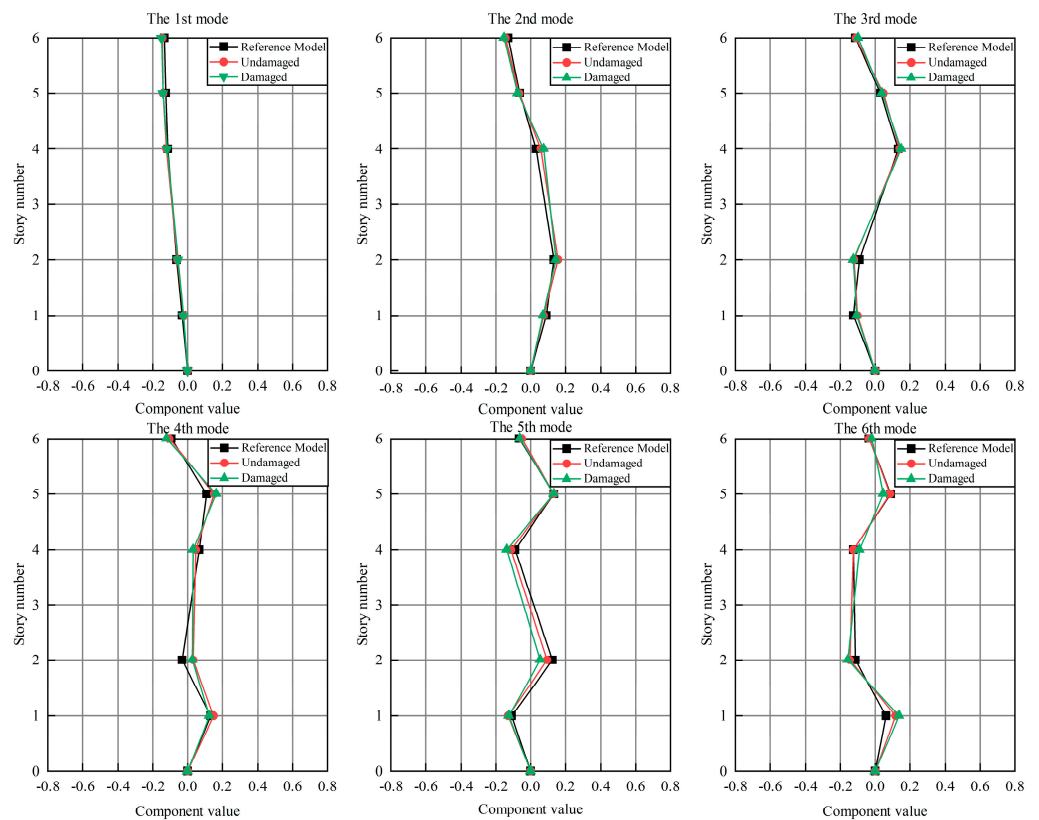 The 1st mode
Reference Model
Undamaged
Damaged
6
5
4
3
2
1
0
Story number
-0.8 -0.6 -0.4 -0.2 0.0 0.2 0.4 0.6 0.8
Component value
The 2nd mode
Reference Model
Undamaged
Damaged
6
5
4
3
2
1
0
Story number
-0.8 -0.6 -0.4 -0.2 0.0 0.2 0.4 0.6 0.8
Component value
The 3rd mode
Reference Model
Undamaged
Damaged
6
5
4
3
2
1
0
Story number
-0.8 -0.6 -0.4 -0.2 0.0 0.2 0.4 0.6 0.8
Component value
The 4th mode
Reference Model
Undamaged
Damaged
6
5
4
3
2
1
0
Story number
-0.8 -0.6 -0.4 -0.2 0.0 0.2 0.4 0.6 0.8
Component value
The 5th mode
Reference Model
Undamaged
Damaged
6
5
4
3
2
1
0
Story number
-0.8 -0.6 -0.4 -0.2 0.0 0.2 0.4 0.6 0.8
Component value
The 6th mode
Reference Model
Undamaged
Damaged
6
5
4
3
2
1
0
Story number
-0.8 -0.6 -0.4 -0.2 0.0 0.2 0.4 0.6 0.8
Component value